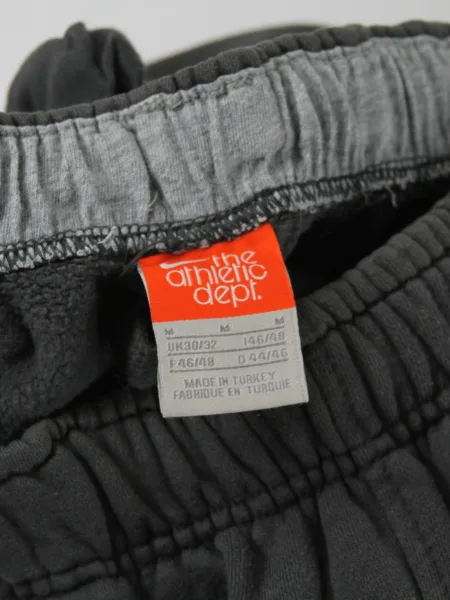 the
athletic
dept.
M M M
UK30/32 I46/48
F46/48 D44/46
MADE IN TURKEY
FABRIQUE EN TURQUIE